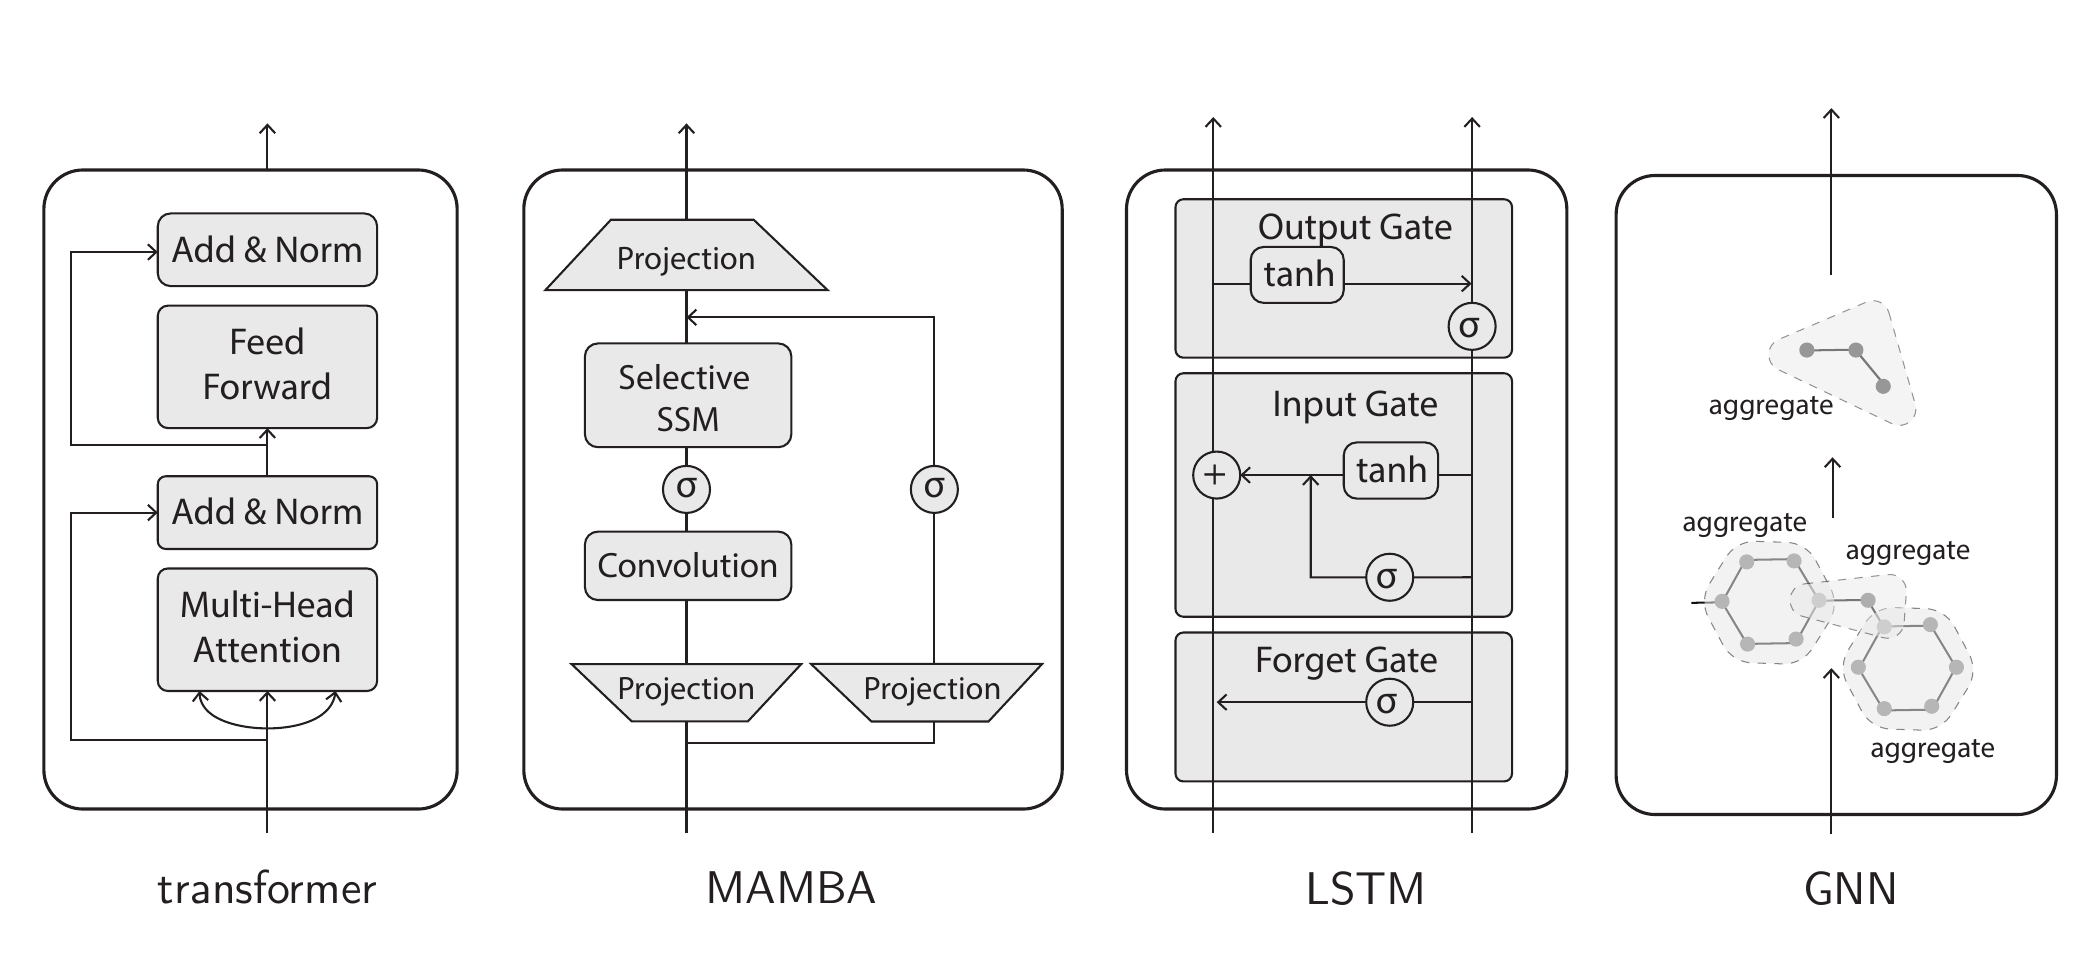 Add & Norm
Feed
Forward
Add & Norm
Multi-Head
Attention
transformer
Projection
Selective
SSM
σ
σ
Convolution
Projection
Projection
MAMBA
Output Gate
tanh
σ
Input Gate
+
tanh
σ
Forget Gate
σ
LSTM
aggregate
aggregate
aggregate
aggregate
GNN